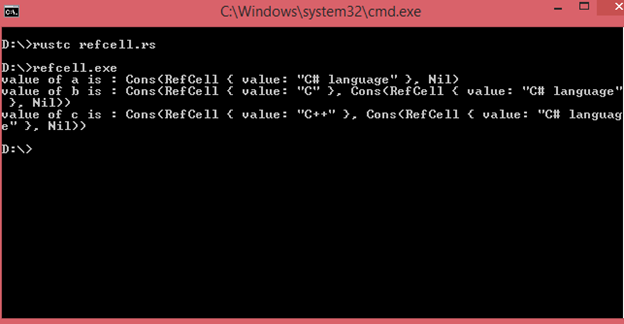 C:\Windows\system32\cmd.exe
D:\>rustc refcell.rs
D:\>refcell.exe
value of a is : Cons(RefCell { value: "C# language" }, Nil)
value of b is : Cons(RefCell { value: "C" }, Cons(RefCell { value: "C# language"
 }, Nil))
value of c is : Cons(RefCell { value: "C++" }, Cons(RefCell { value: "C# languag
e" }, Nil))
D:\>